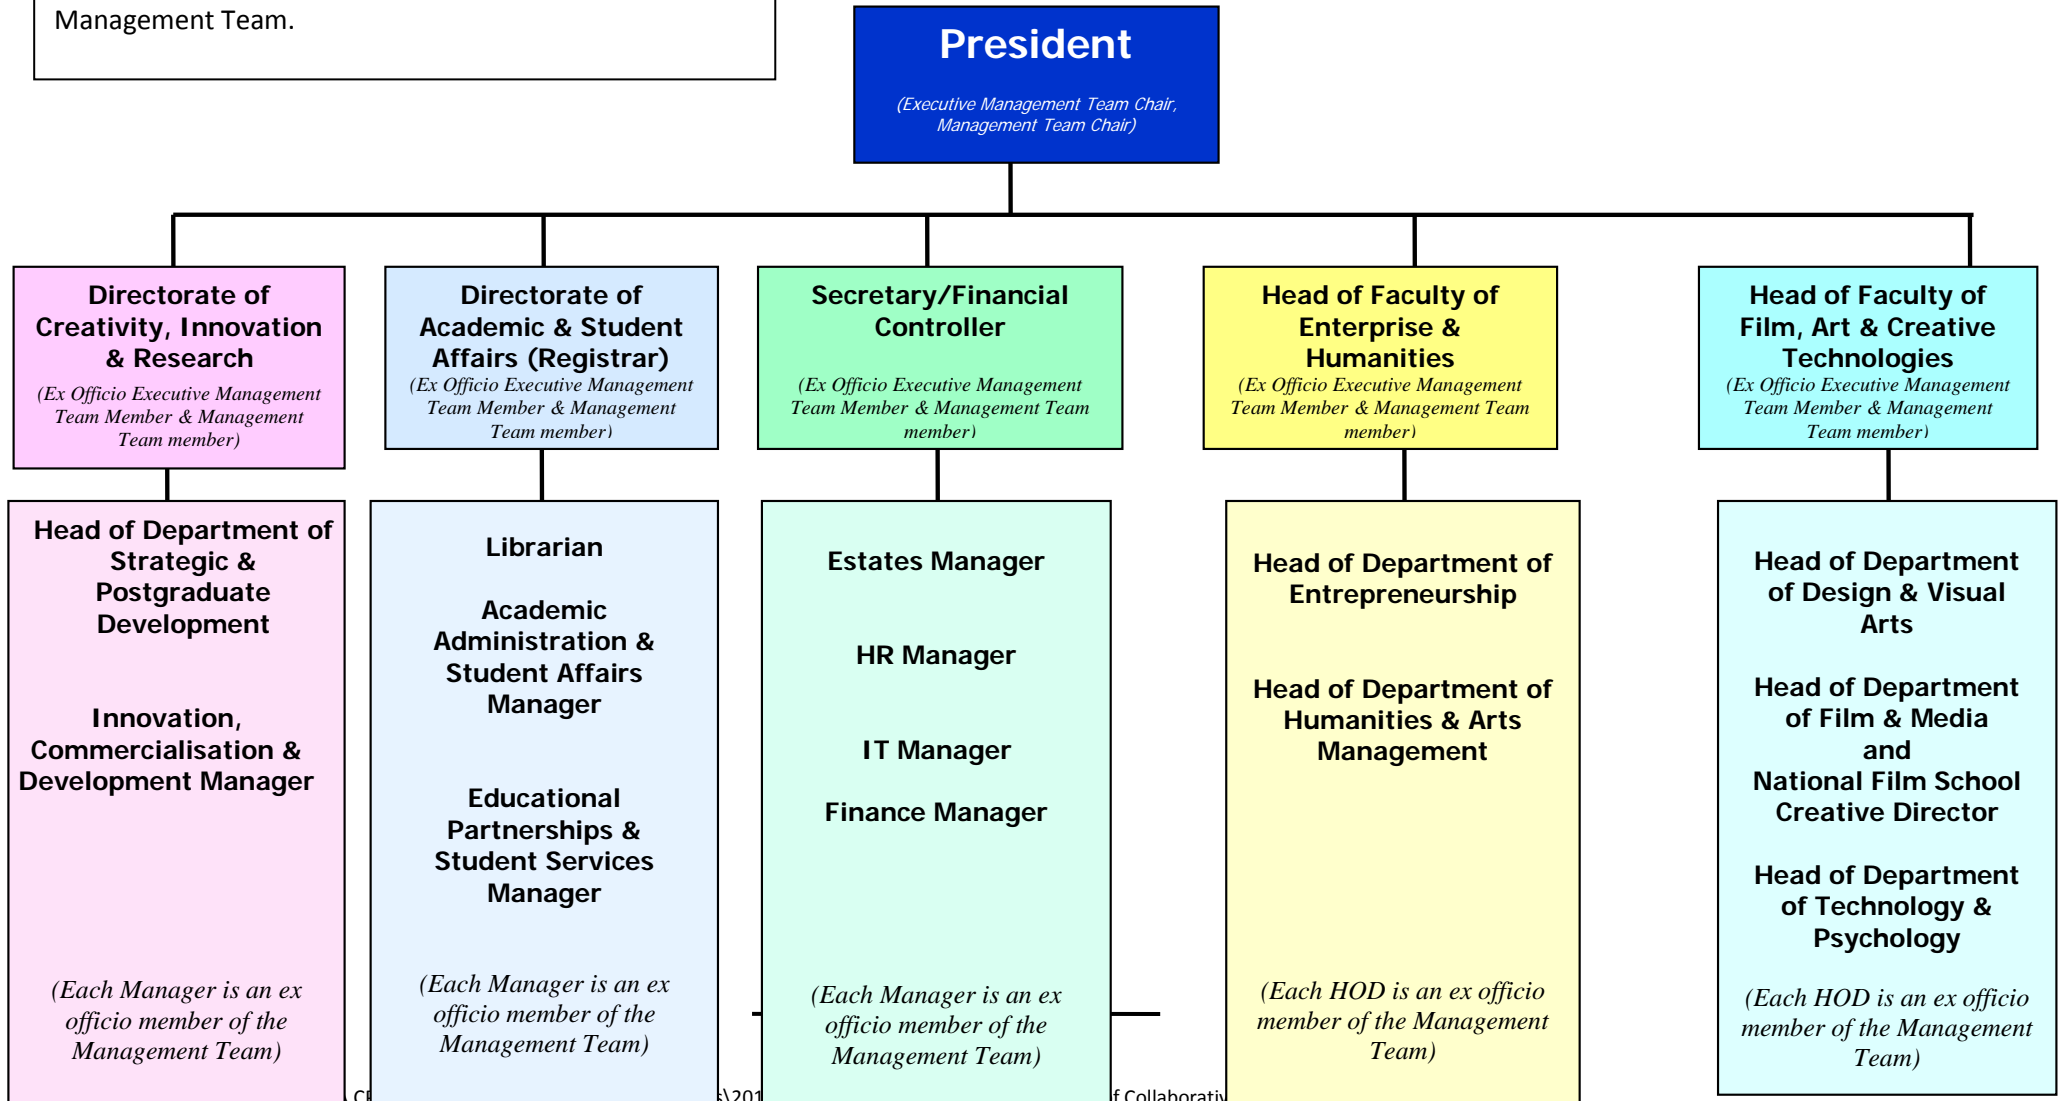 Management Team.
President
(Executive Management Team Chair,
Management Team Chair)
Directorate of
Creativity, Innovation
& Research
(Ex Officio Executive Management
Team Member & Management
Team member)
Directorate of
Academic & Student
Affairs (Registrar)
(Ex Officio Executive Management
Team Member & Management
Team member)
Secretary/Financial
Controller
(Ex Officio Executive Management
Team Member & Management Team
member)
Head of Faculty of
Enterprise &
Humanities
(Ex Officio Executive Management
Team Member & Management Team
member)
Head of Faculty of
Film, Art & Creative
Technologies
(Ex Officio Executive Management
Team Member & Management
Team member)
Head of Department of
Strategic &
Postgraduate
Development
Innovation,
Commercialisation &
Development Manager
(Each Manager is an ex
officio member of the
Management Team)
Librarian
Academic
Administration &
Student Affairs
Manager
Educational
Partnerships &
Student Services
Manager
(Each Manager is an ex
officio member of the
Management Team)
Estates Manager
HR Manager
IT Manager
Finance Manager
(Each Manager is an ex
officio member of the
Management Team)
Head of Department of
Entrepreneurship
Head of Department of
Humanities & Arts
Management
(Each HOD is an ex officio
member of the Management
Team)
Head of Department
of Design & Visual
Arts
Head of Department
of Film & Media
and
National Film School
Creative Director
Head of Department
of Technology &
Psychology
(Each HOD is an ex officio
member of the Management
Team)